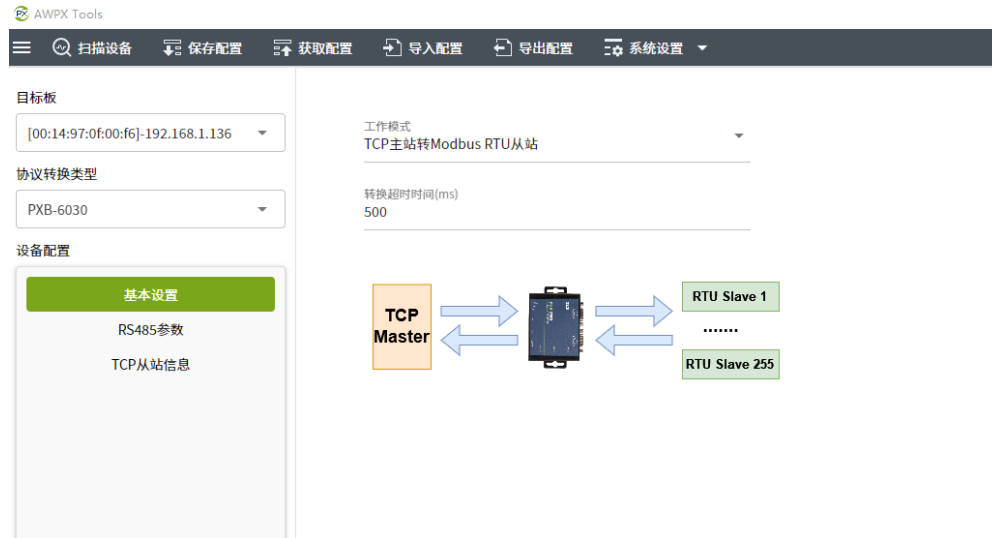 AWPX Tools
扫描设备 保存配置 获取配置 导入配置 导出配置 系统设置
目标板
[00:14:97:0f:00:f6]-192.168.1.136
协议转换类型
PXB-6030
设备配置
基本设置
RS485参数
TCP从站信息
工作模式
TCP主站转Modbus RTU从站
转换超时时间(ms)
500
TCP
Master
RTU Slave 1
.......
RTU Slave 255